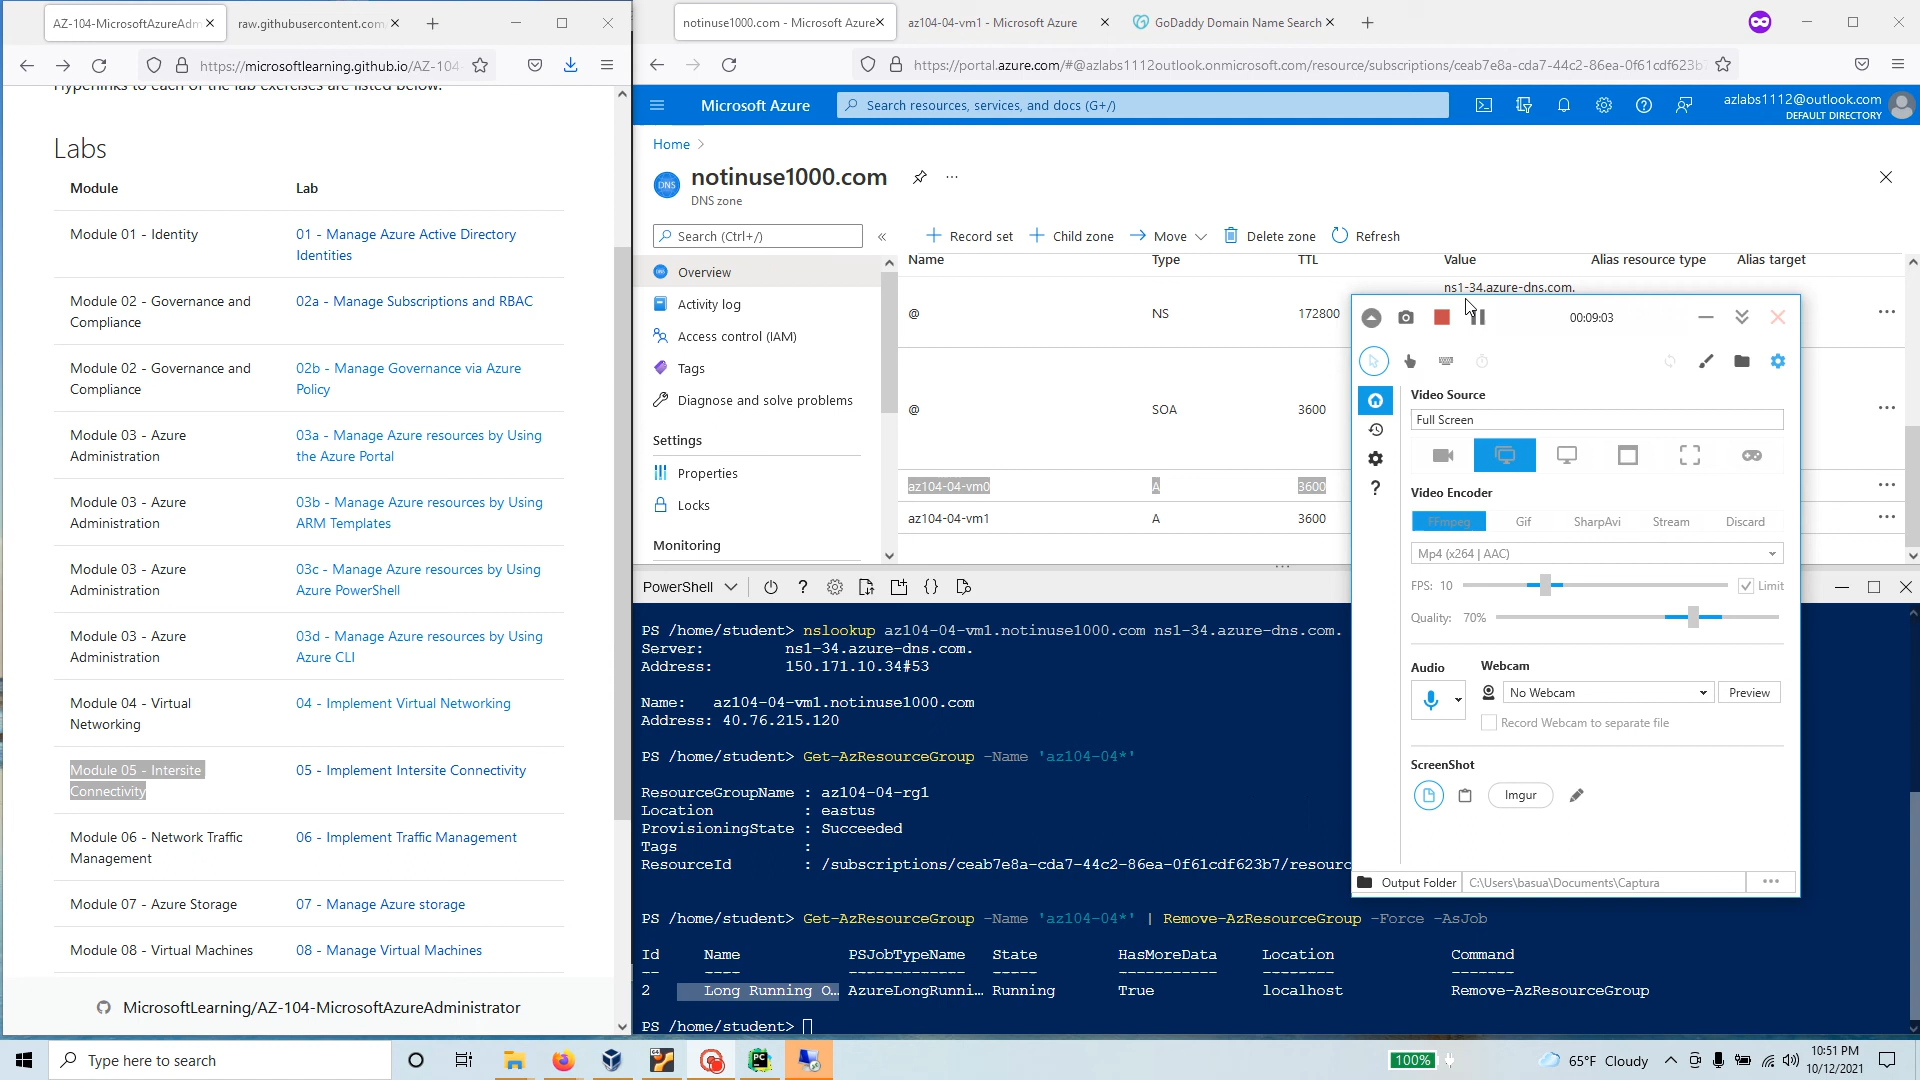 AZ-104-MicrosoftAzureAdm
raw.githubusercontent.com
https://microsoftlearning.github.io/AZ-104-
Hyperlinks to each of the lab exercises are listed below.
Labs
Module Lab
Module 01 - Identity
01 - Manage Azure Active Directory
Identities
Module 02 - Governance and
Compliance
02a - Manage Subscriptions and RBAC
Module 02 - Governance and
Compliance
02b - Manage Governance via Azure
Policy
Module 03 - Azure
Administration
03a - Manage Azure resources by Using
the Azure Portal
Module 03 - Azure
Administration
03b - Manage Azure resources by Using
ARM Templates
Module 03 - Azure
Administration
03c - Manage Azure resources by Using
Azure PowerShell
Module 03 - Azure
Administration
03d - Manage Azure resources by Using
Azure CLI
Module 04 - Virtual
Networking
04 - Implement Virtual Networking
Module 05 - Intersite
Connectivity
05 - Implement Intersite Connectivity
Module 06 - Network Traffic
Management
06 - Implement Traffic Management
Module 07 - Azure Storage
07 - Manage Azure storage
Module 08 - Virtual Machines
08 - Manage Virtual Machines
MicrosoftLearning/AZ-104-MicrosoftAzureAdministrator
notinuse1000.com - Microsoft Azure
az104-04-vm1 - Microsoft Azure
GoDaddy Domain Name Search
https://portal.azure.com/#@azlabs1112outlook.onmicrosoft.com/resource/subscriptions/ceab7e8a-cda7-44c2-86ea-0f61cdf623b
Microsoft Azure
Search resources, services, and docs (G+/)
azlabs1112@outlook.com
DEFAULT DIRECTORY
Home
DNS
notinuse1000.com
DNS zone
Search (Ctrl+/)
Record set
Child zone
Move
Delete zone
Refresh
Overview
Activity log
Access control (IAM)
Tags
Diagnose and solve problems
Settings
Properties
Locks
Monitoring
Name Type TTL Value Alias resource type Alias target
ns1-34.azure-dns.com.
@ NS 172800
@ SOA 3600
az104-04-vm0 A 3600
az104-04-vm1 A 3600
00:09:03
Video Source
Full Screen
Video Encoder
FFmpeg Gif SharpAvi Stream Discard
Mp4 (x264 | AAC)
FPS: 10
Limit
Quality: 70%
Audio
Webcam
No Webcam
Preview
Record Webcam to separate file
ScreenShot
Imgur
Output Folder
C:\Users\basua\Documents\Captura
PowerShell
PS /home/student> nslookup az104-04-vm1.notinuse1000.com ns1-34.azure-dns.com.
Server: ns1-34.azure-dns.com.
Address: 150.171.10.34#53
Name: az104-04-vm1.notinuse1000.com
Address: 40.76.215.120
PS /home/student> Get-AzResourceGroup -Name 'az104-04*'
ResourceGroupName : az104-04-rg1
Location : eastus
ProvisioningState : Succeeded
Tags :
ResourceId : /subscriptions/ceab7e8a-cda7-44c2-86ea-0f61cdf623b7/resourc
PS /home/student> Get-AzResourceGroup -Name 'az104-04*' | Remove-AzResourceGroup -Force -AsJob
Id Name PSJobTypeName State HasMoreData Location Command
-- ---- ------------- ----- ----------- -------- -------
2 Long Running O… AzureLongRunni… Running True localhost Remove-AzResourceGroup
PS /home/student>
Type here to search
100%
65°F Cloudy
10:51 PM
10/12/2021